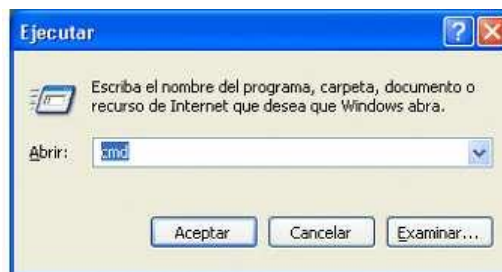 Ejecutar
Escriba el nombre del programa, carpeta, documento o
recurso de Internet que desea que Windows abra.
Abrir: cmd
Aceptar Cancelar Examinar...